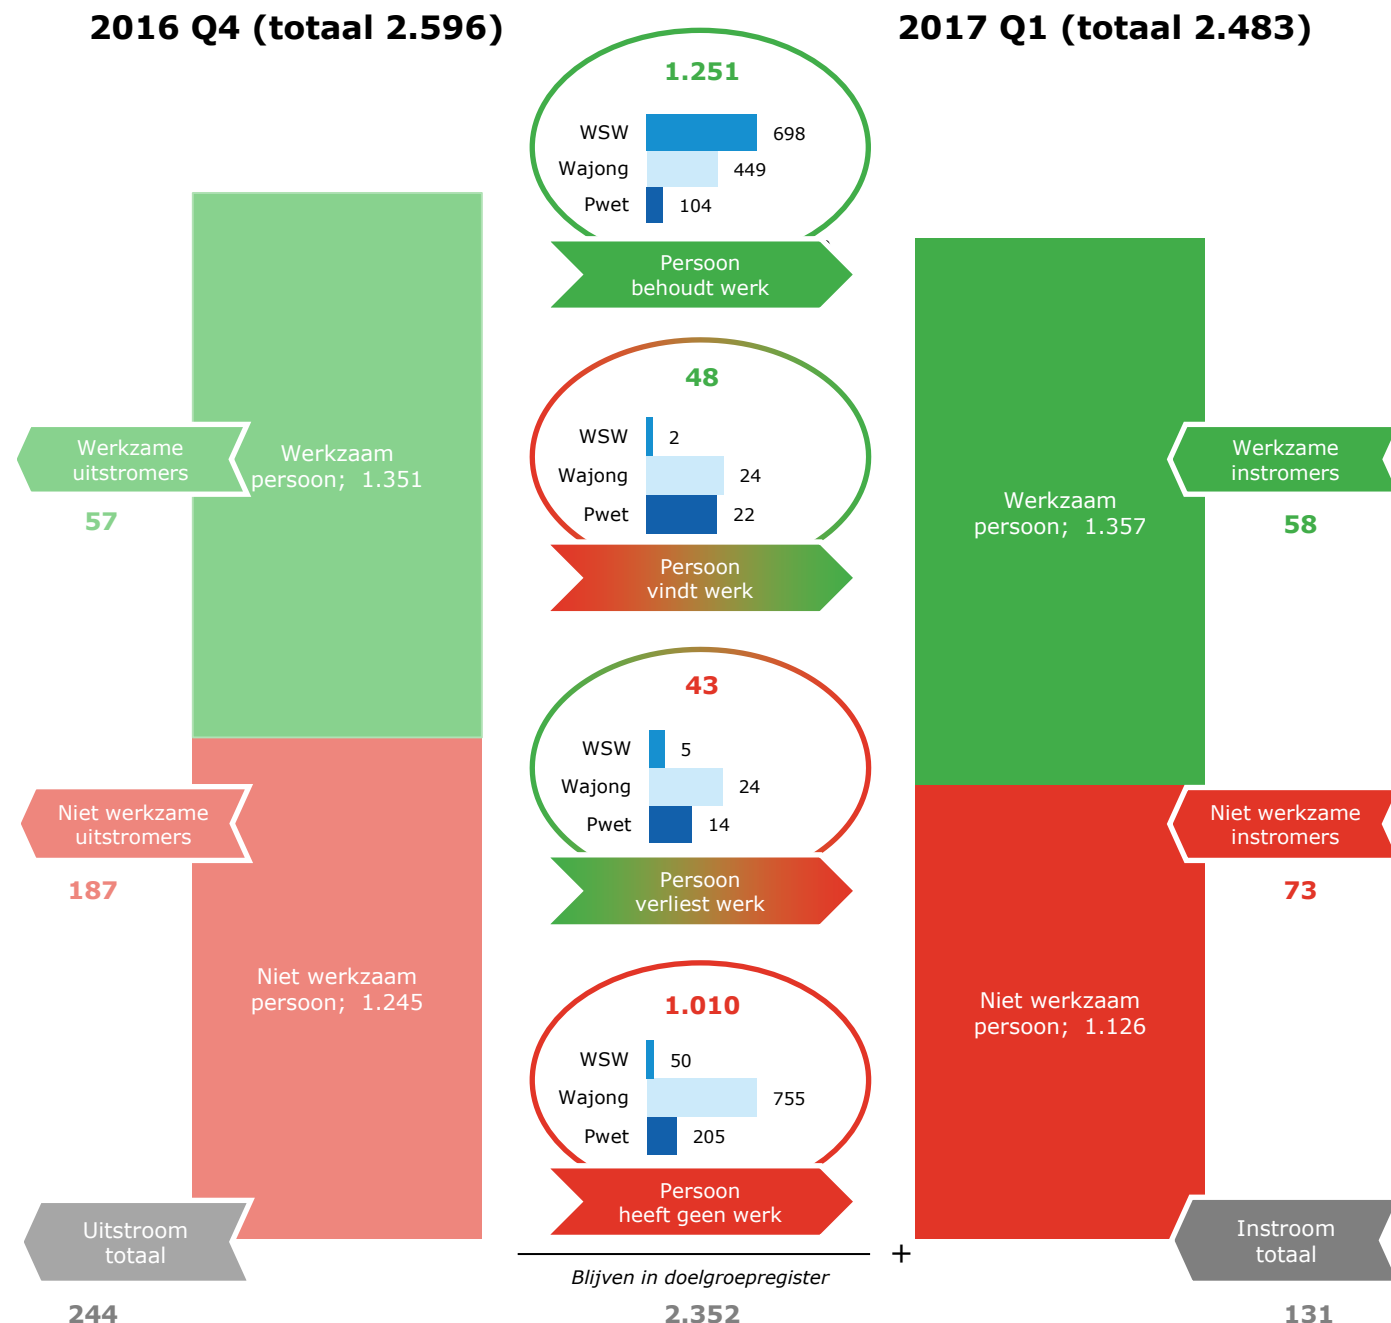 2016 Q4 (totaal 2.596)
2017 Q1 (totaal 2.483)
1.251
WSW 698
Wajong 449
Pwet 104
Persoon
behoudt werk
48
WSW 2
Wajong 24
Pwet 22
Persoon
vindt werk
43
WSW 5
Wajong 24
Pwet 14
Persoon
verliest werk
1.010
WSW 50
Wajong 755
Pwet 205
Persoon
heeft geen werk
Werkzame
uitstromers
57
Werkzaam
persoon; 1.351
Niet werkzame
uitstromers
187
Niet werkzaam
persoon; 1.245
Uitstroom
totaal
244
Werkzaam
persoon; 1.357
Werkzame
instromers
58
Niet werkzame
instromers
73
Niet werkzaam
persoon; 1.126
Instroom
totaal
131
+
Blijven in doelgroepregister
2.352